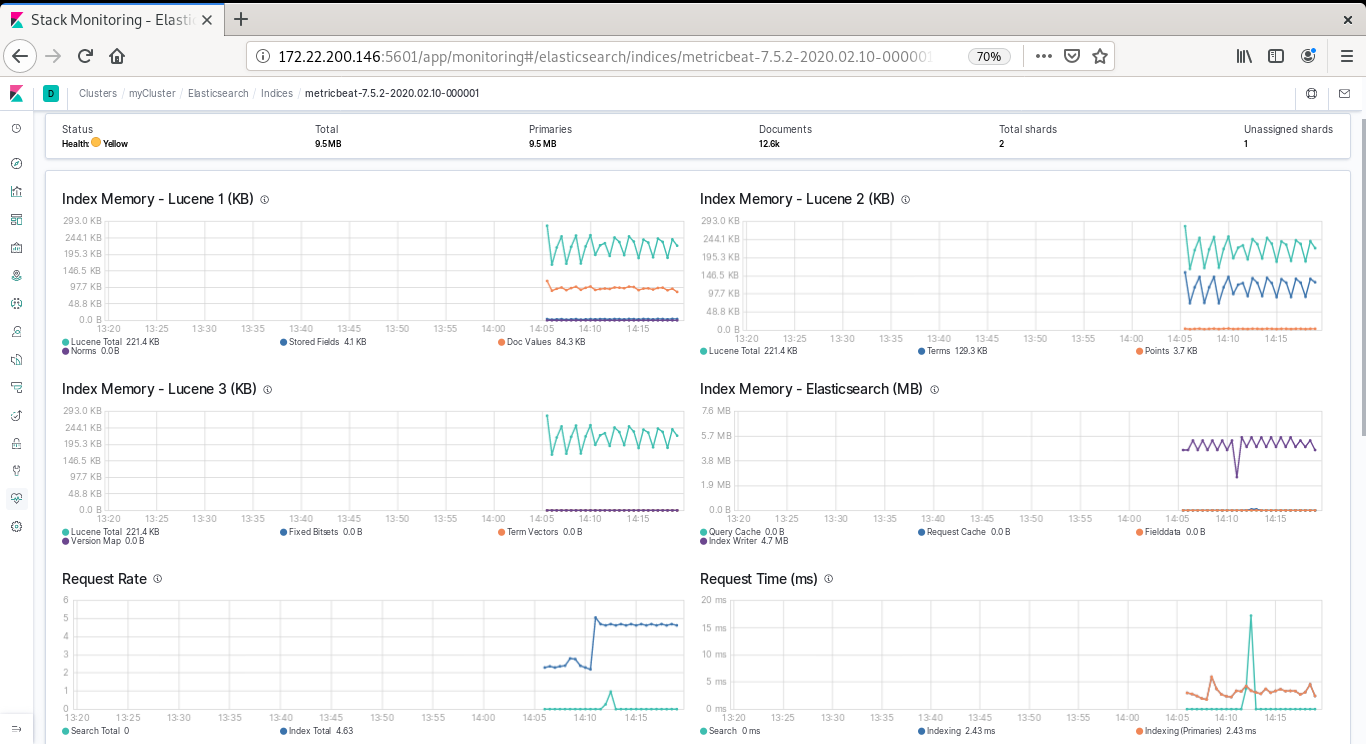 Stack Monitoring - Elastic
172.22.200.146:5601/app/monitoring#/elasticsearch/indices/metricbeat-7.5.2-2020.02.10-000001 70%
D Clusters / myCluster / Elasticsearch / Indices / metricbeat-7.5.2-2020.02.10-000001
Status Total Primaries Documents Total shards Unassigned shards
Health: Yellow 9.5MB 9.5 MB 12.6k 2 1
Index Memory - Lucene 1 (KB)
293.0 KB
244.1 KB
195.3 KB
146.5 KB
97.7 KB
48.8 KB
0.0 B
13:20 13:25 13:30 13:35 13:40 13:45 13:50 13:55 14:00 14:05 14:10 14:15
Lucene Total 221.4 KB Stored Fields 4.1 KB Doc Values 84.3 KB
Norms 0.0 B
Index Memory - Lucene 2 (KB)
293.0 KB
244.1 KB
195.3 KB
146.5 KB
97.7 KB
48.8 KB
0.0 B
13:20 13:25 13:30 13:35 13:40 13:45 13:50 13:55 14:00 14:05 14:10 14:15
Lucene Total 221.4 KB Terms 129.3 KB Points 3.7 KB
Index Memory - Lucene 3 (KB)
293.0 KB
244.1 KB
195.3 KB
146.5 KB
97.7 KB
48.8 KB
0.0 B
13:20 13:25 13:30 13:35 13:40 13:45 13:50 13:55 14:00 14:05 14:10 14:15
Lucene Total 221.4 KB Fixed Bitsets 0.0 B Term Vectors 0.0 B
Version Map 0.0 B
Index Memory - Elasticsearch (MB)
7.6 MB
5.7 MB
3.8 MB
1.9 MB
0.0 B
13:20 13:25 13:30 13:35 13:40 13:45 13:50 13:55 14:00 14:05 14:10 14:15
Query Cache 0.0 B Request Cache 0.0 B Fielddata 0.0 B
Index Writer 4.7 MB
Request Rate
6
5
4
3
2
1
0
13:20 13:25 13:30 13:35 13:40 13:45 13:50 13:55 14:00 14:05 14:10 14:15
Search Total 0 Index Total 4.63
Request Time (ms)
20 ms
15 ms
10 ms
5 ms
0 ms
13:20 13:25 13:30 13:35 13:40 13:45 13:50 13:55 14:00 14:05 14:10 14:15
Search 0 ms Indexing 2.43 ms Indexing (Primaries) 2.43 ms